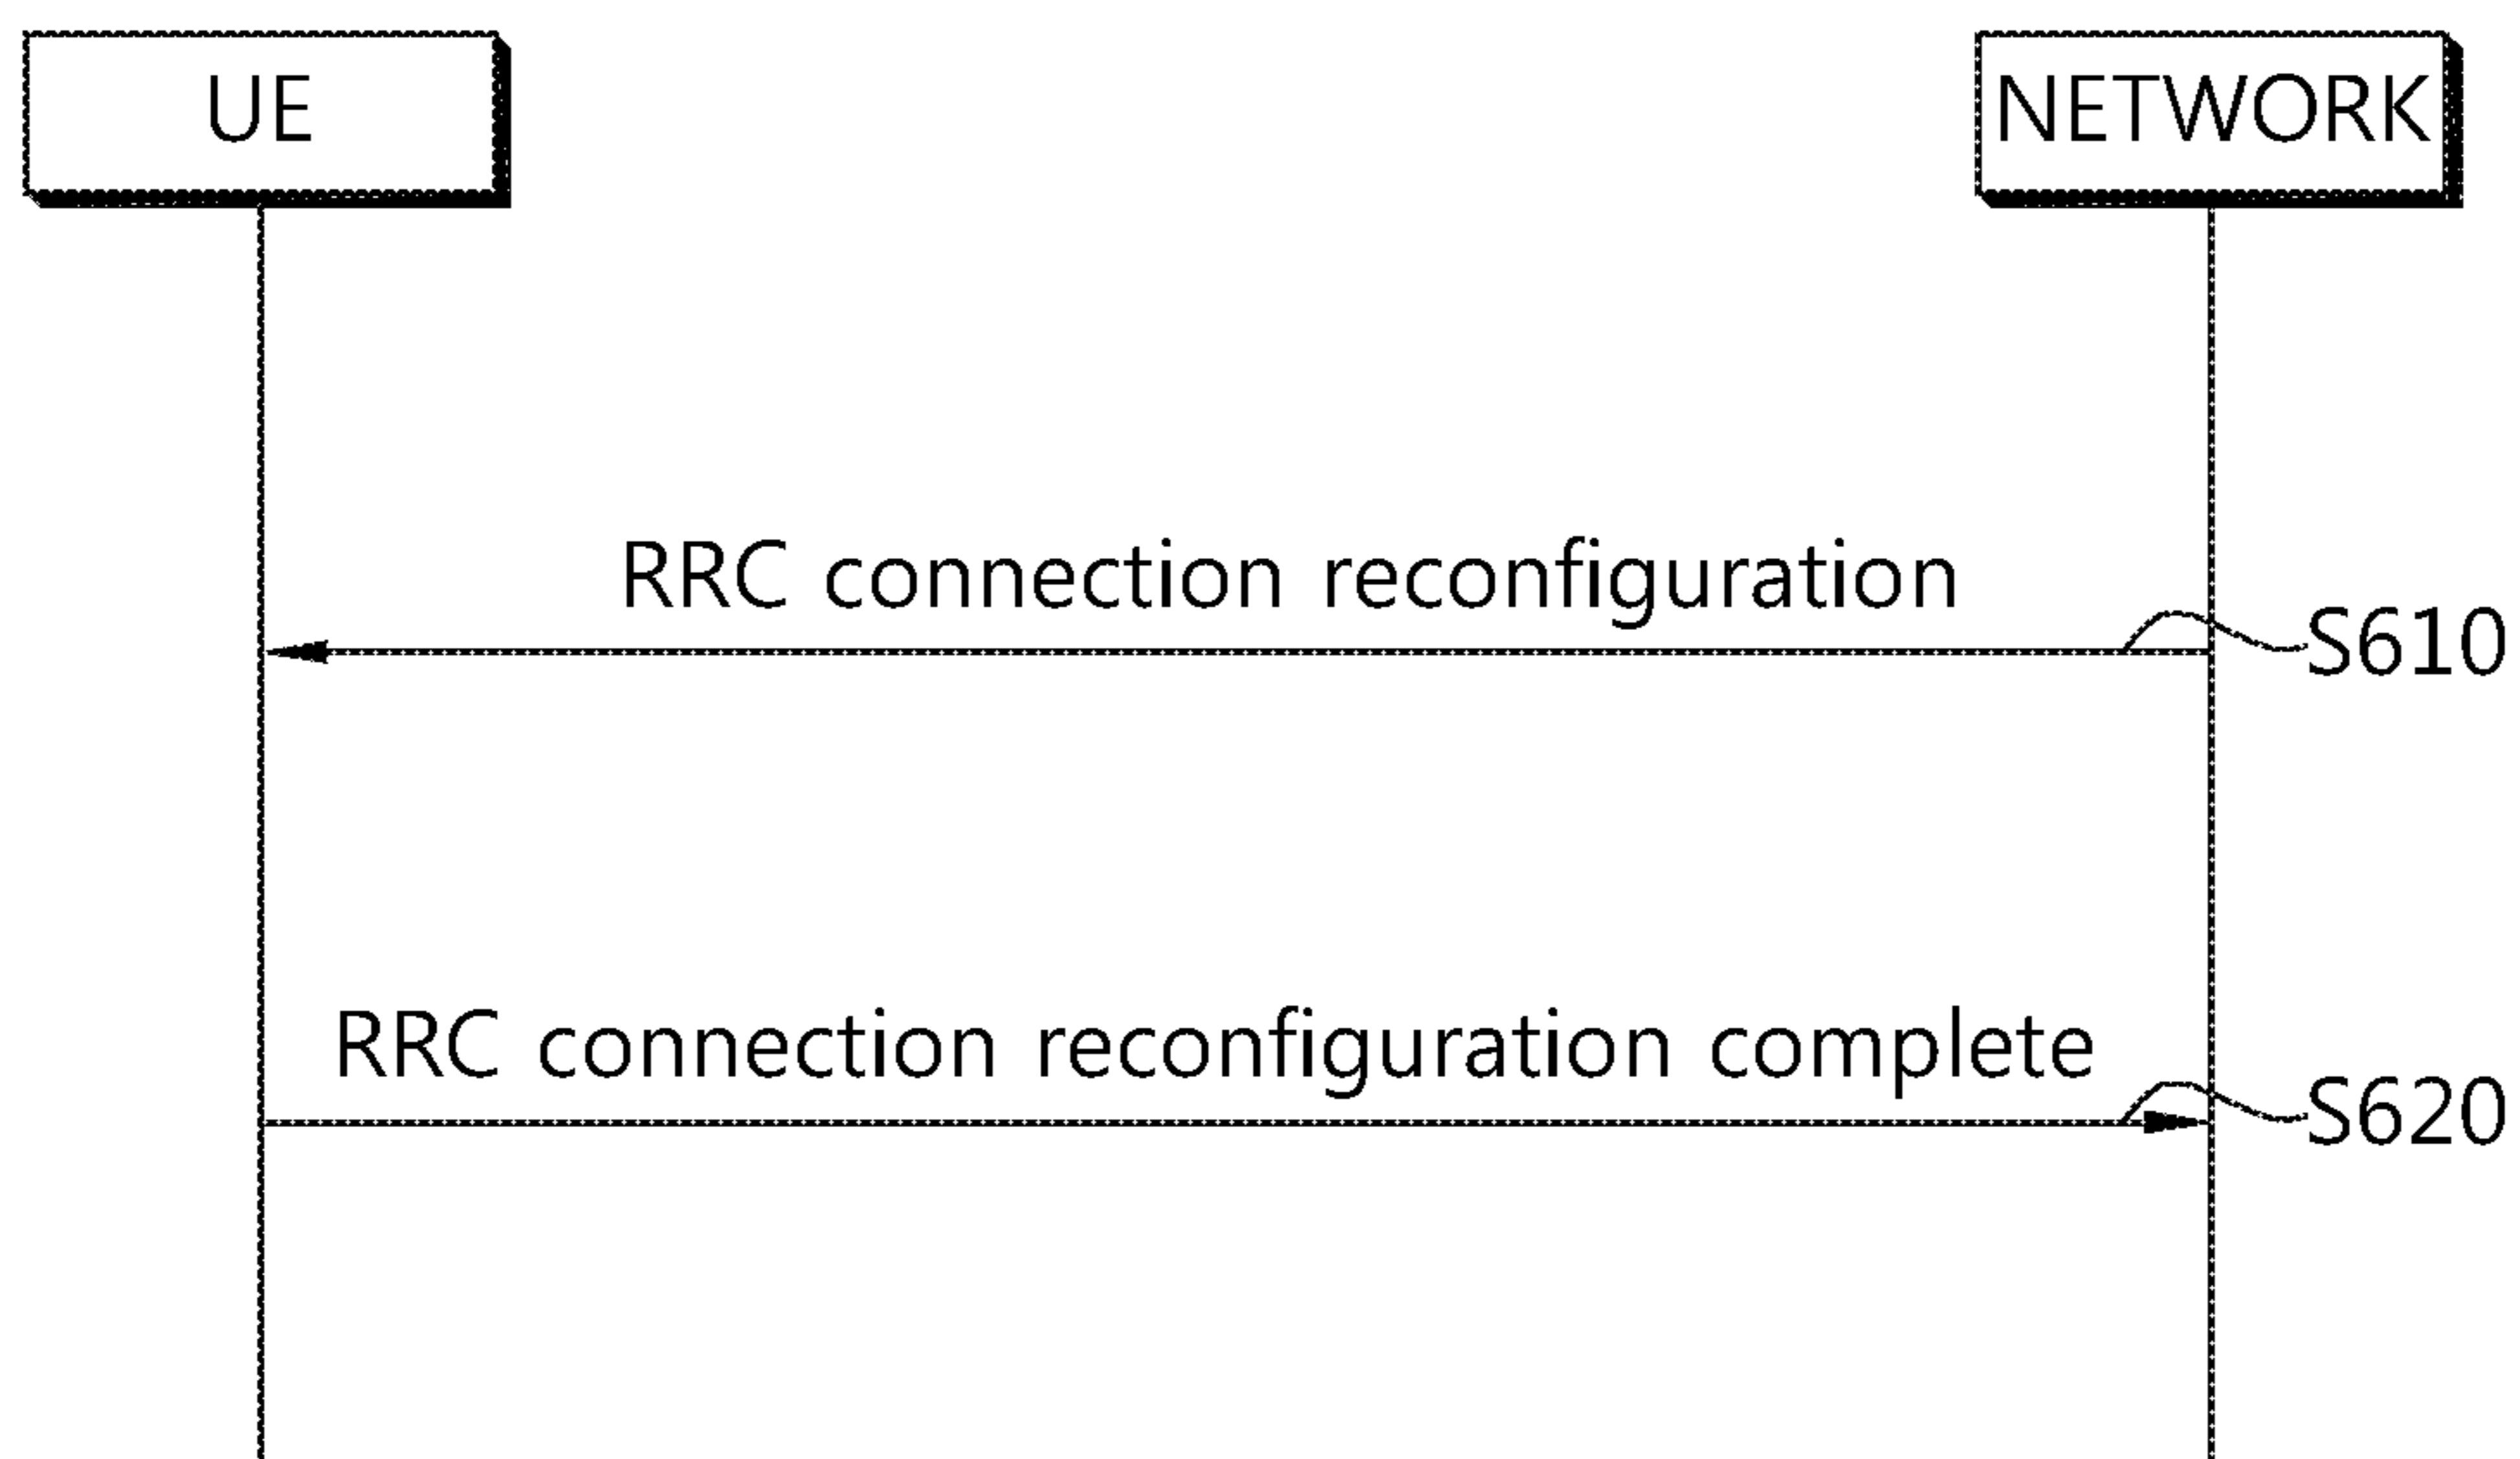 UE
NETWORK
RRC connection reconfiguration
S610
RRC connection reconfiguration complete
S620